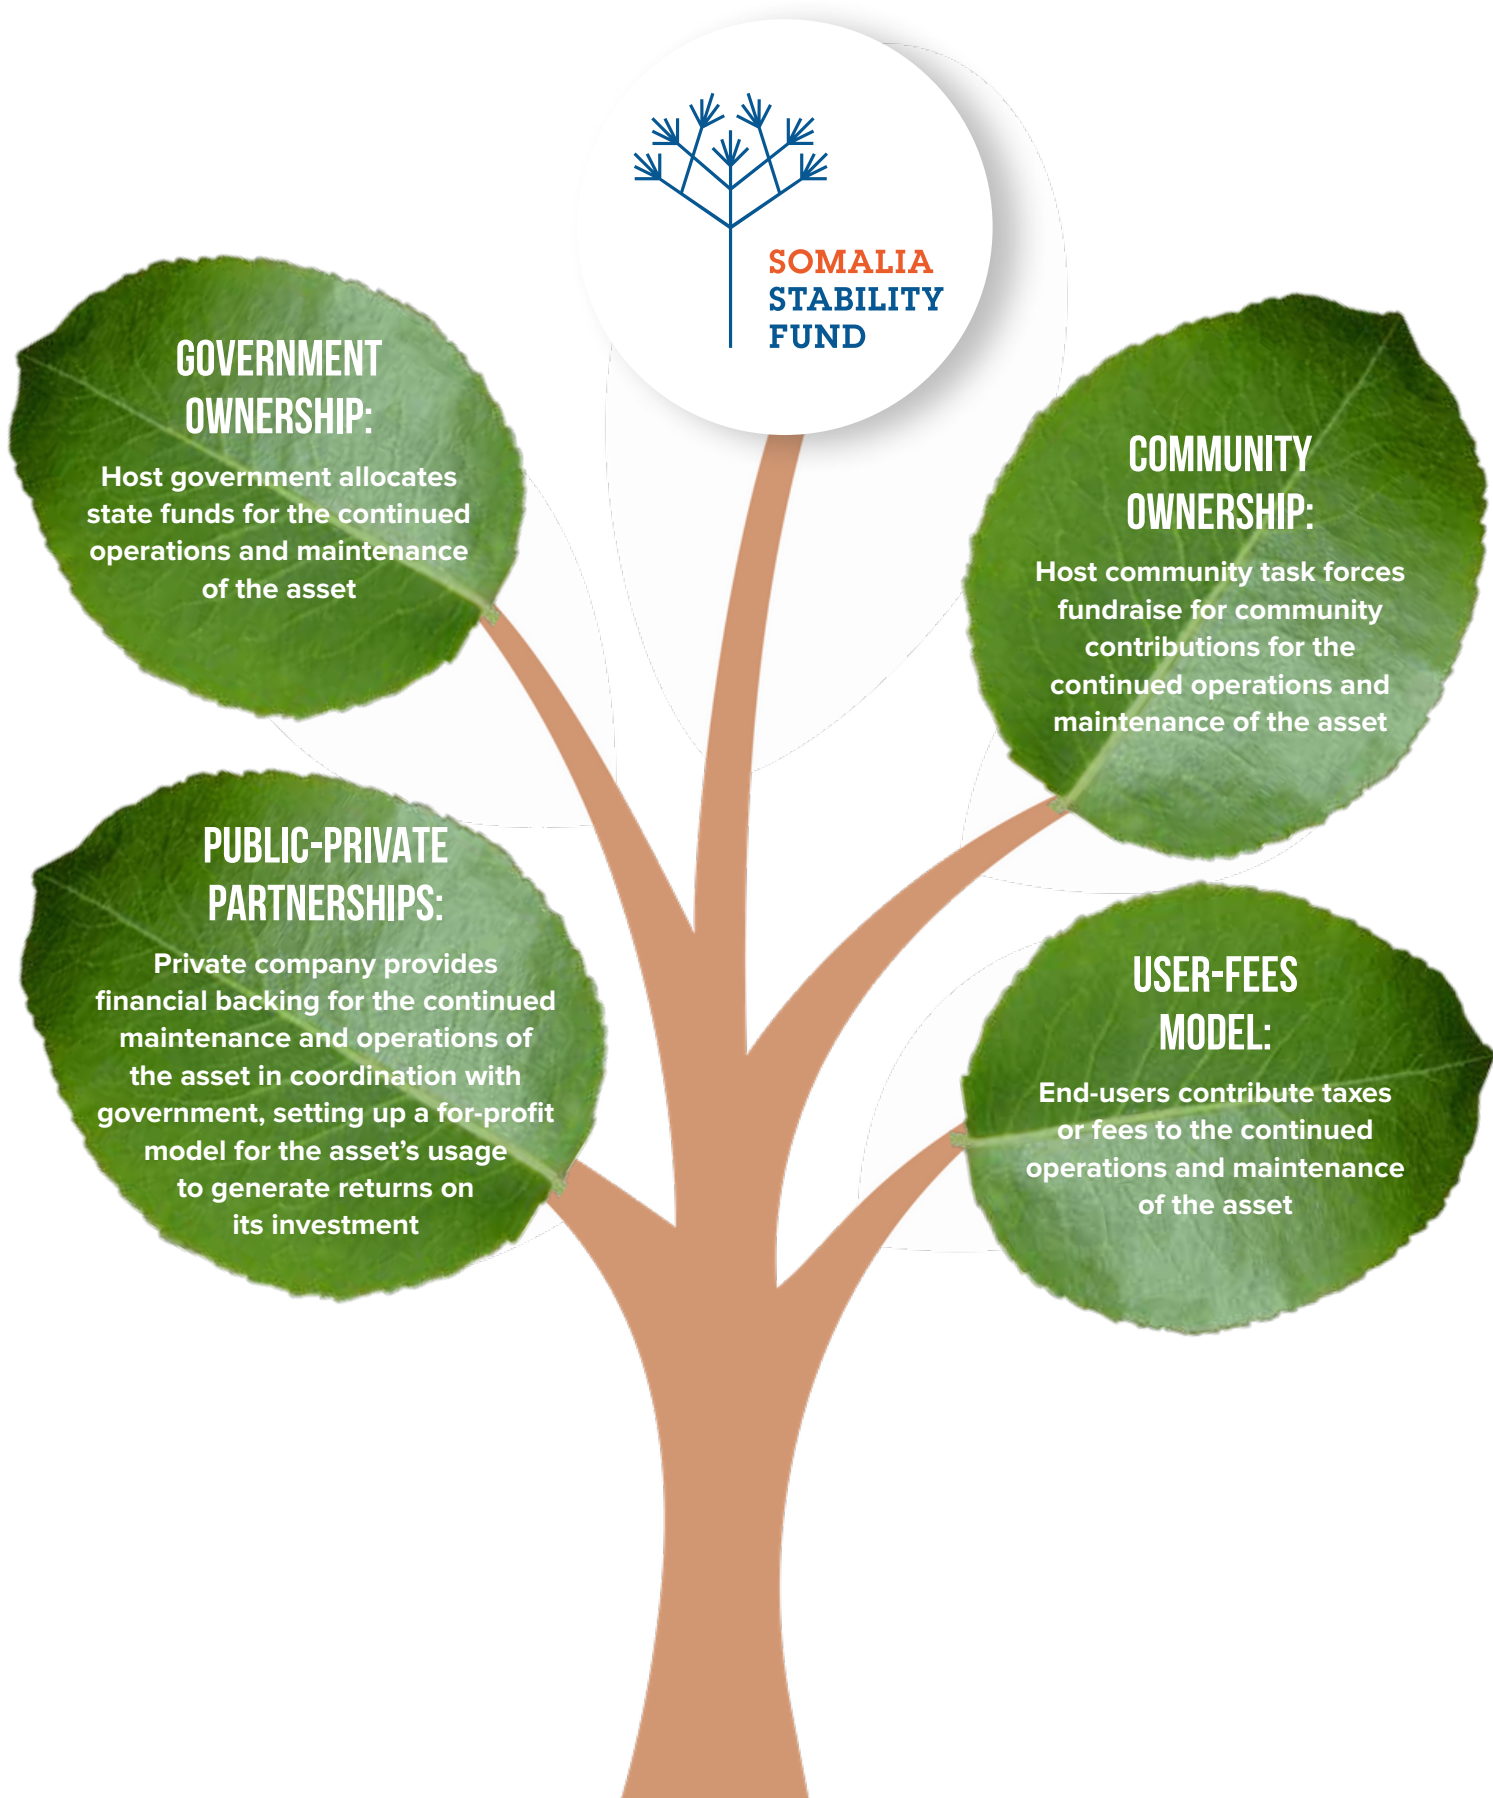 SOMALIA
STABILITY
FUND
GOVERNMENT
OWNERSHIP:
Host government allocates
state funds for the continued
operations and maintenance
of the asset
COMMUNITY
OWNERSHIP:
Host community task forces
fundraise for community
contributions for the
continued operations and
maintenance of the asset
PUBLIC-PRIVATE
PARTNERSHIPS:
Private company provides
financial backing for the continued
maintenance and operations of
the asset in coordination with
government, setting up a for-profit
model for the asset’s usage
to generate returns on
its investment
USER-FEES
MODEL:
End-users contribute taxes
or fees to the continued
operations and maintenance
of the asset